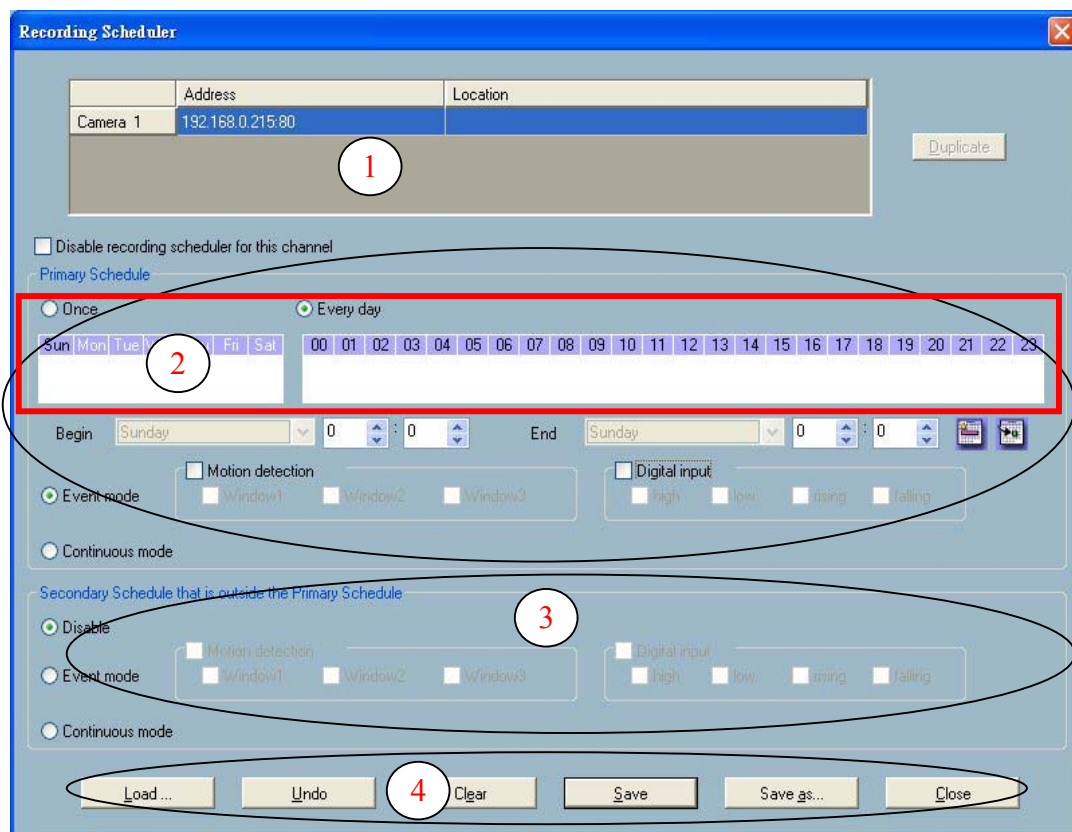 Recording Scheduler
Address Location
Camera 1 192.168.0.215:80
1
Duplicate
Disable recording scheduler for this channel
Primary Schedule
Once Every day
Sun Mon Tue Fri Sat 00 01 02 03 04 05 06 07 08 09 10 11 12 13 14 15 16 17 18 19 20 21 22 23
2
Begin Sunday 0 : 0 End Sunday 0 : 0
Motion detection Digital input
Event mode Window1 Window2 Window3 high low rising falling
Continuous mode
Secondary Schedule that is outside the Primary Schedule
3
Disable
Motion detection Digital input
Event mode Window1 Window2 Window3 high low rising falling
Continuous mode
Load ... Undo 4 Clear Save Save as... Close